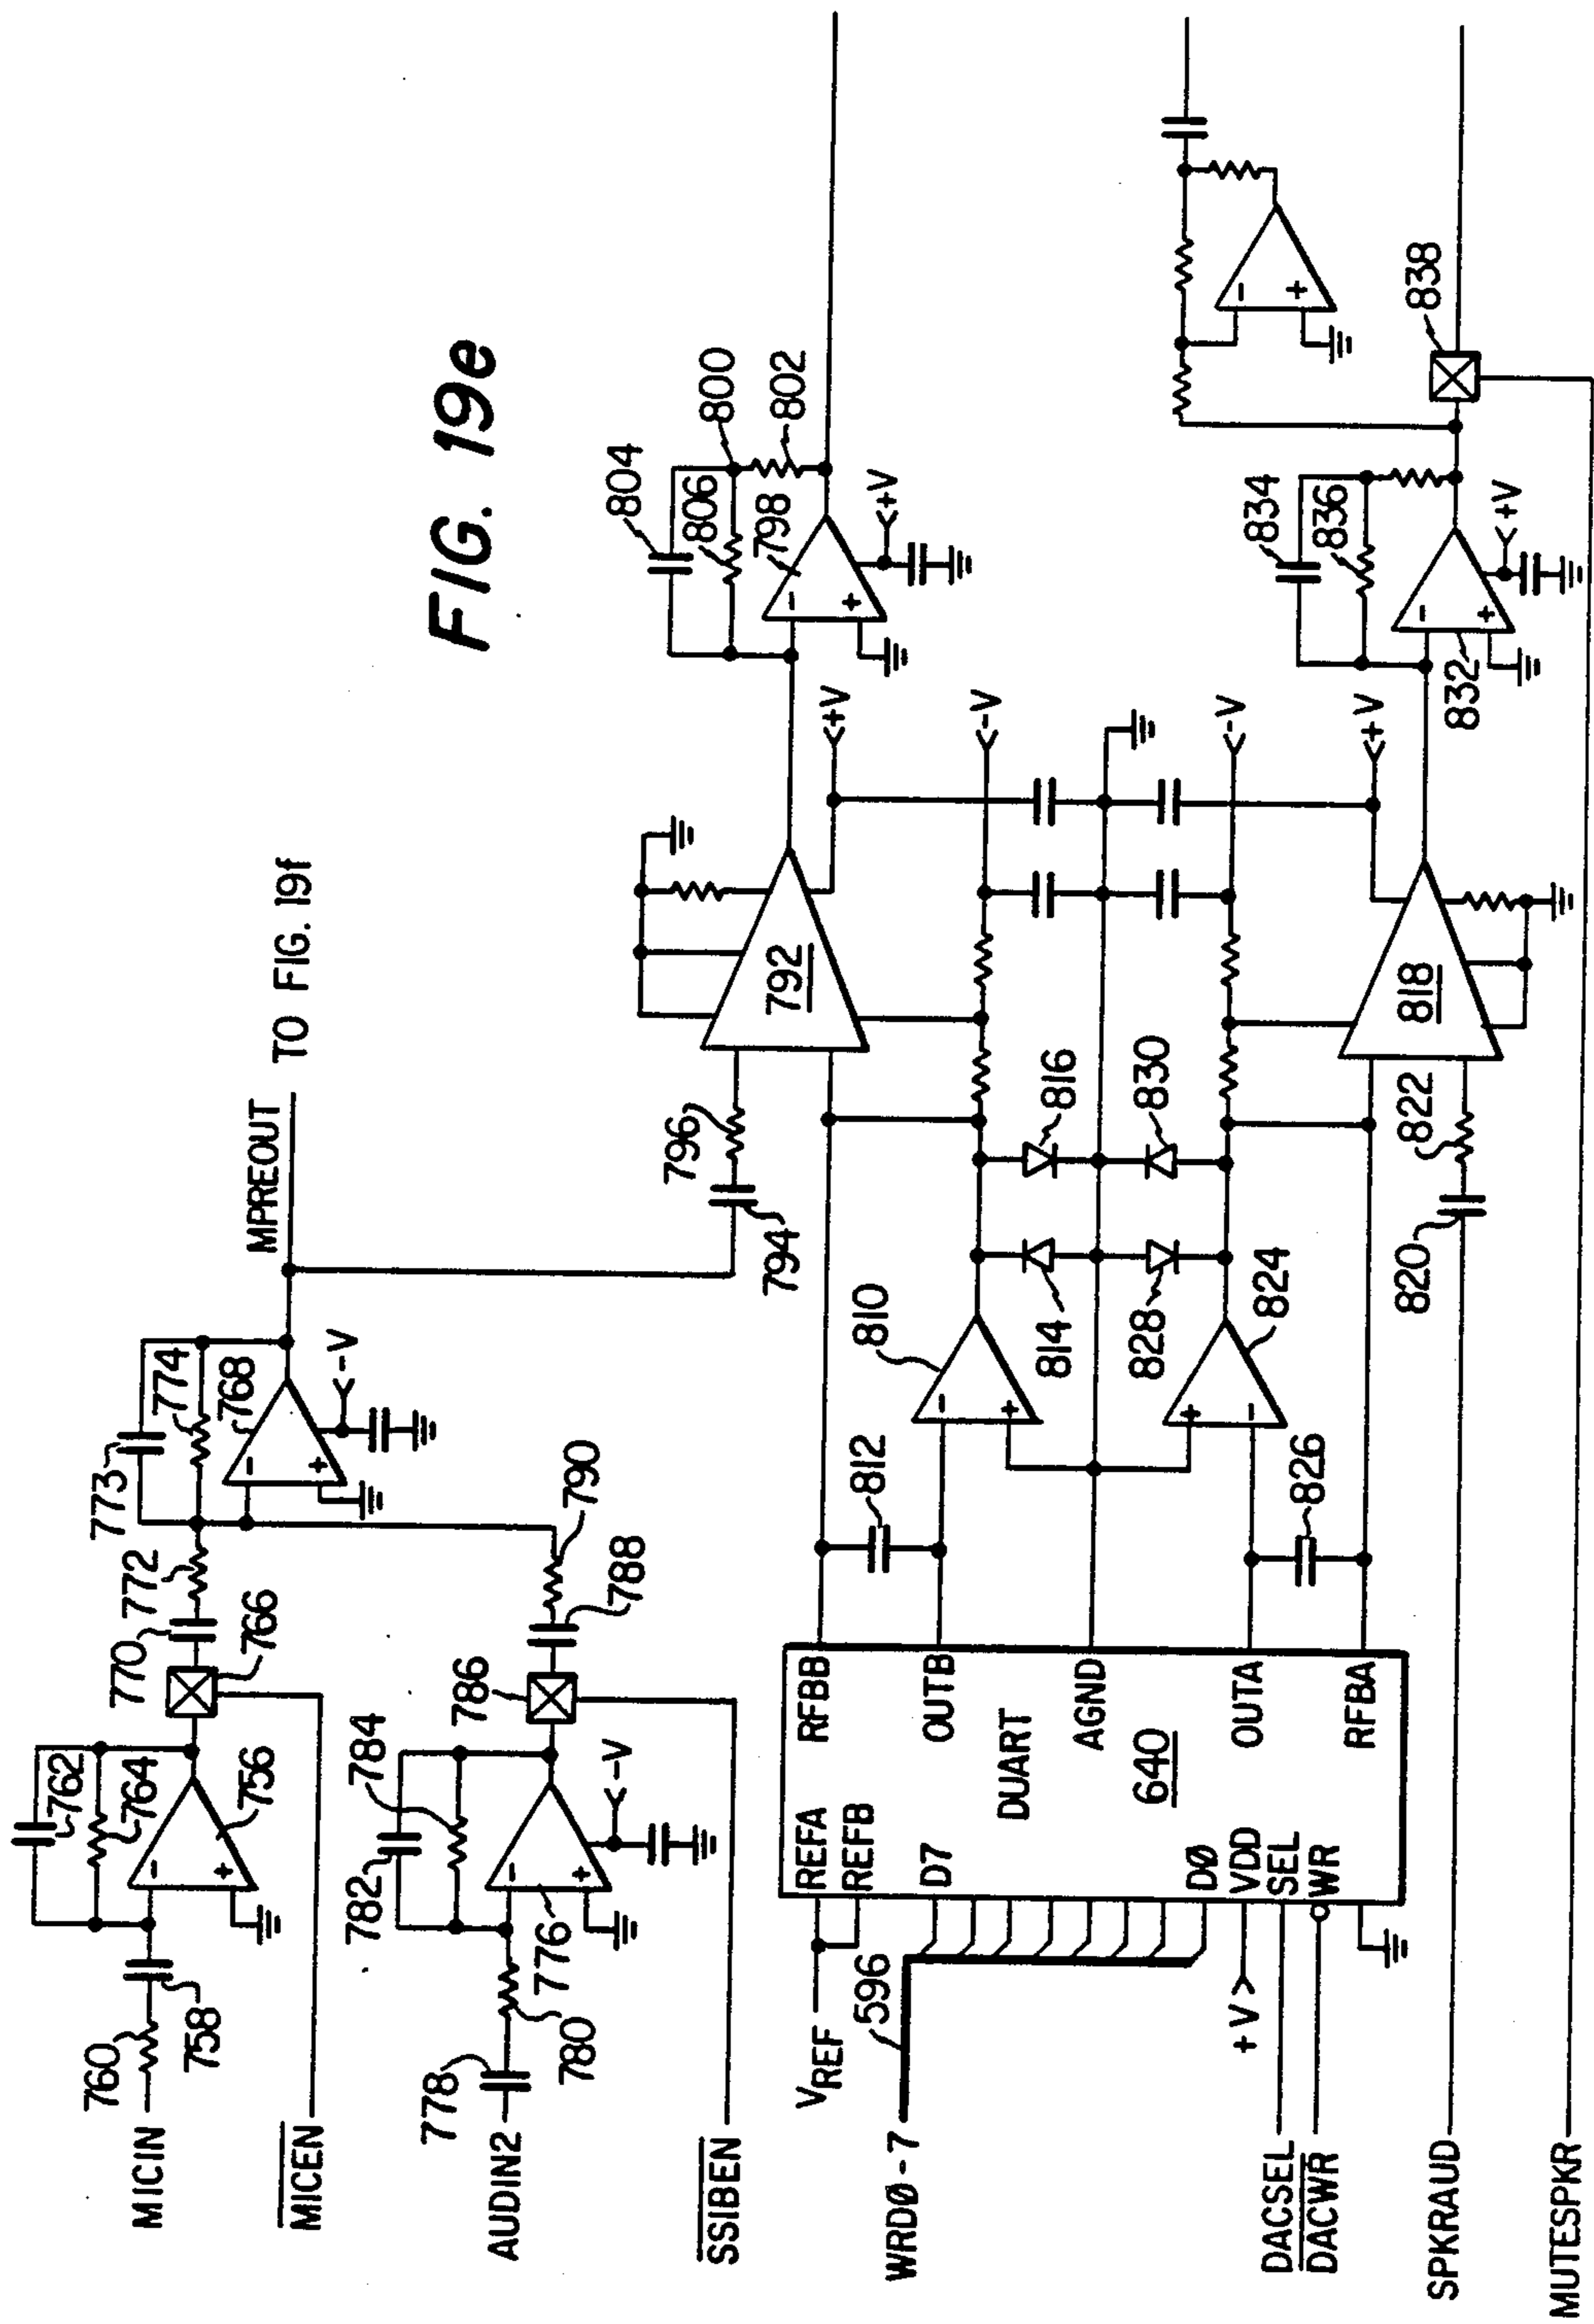 FIG. 19e
MICIN
760
758
762
764
756
MICEN
766
770
772
773
774
768
-V
MPREOUT TO FIG. 19f
AUDIN2
778
780
782
784
776
-V
786
788
790
SSIBEN
794
796
792
+V
-V
804
800
806
802
798
+V
VREF
596
WRDØ-7
+V
DACSEL
DACWR
REFA
REFB
D7
DØ
VDD
SEL
WR
DUART
640
RFBB
OUTB
AGND
OUTA
RFBA
812
810
814
816
826
824
828
830
-V
+V
SPKRAUD
820
822
818
834
836
832
+V
838
MUTESPKR